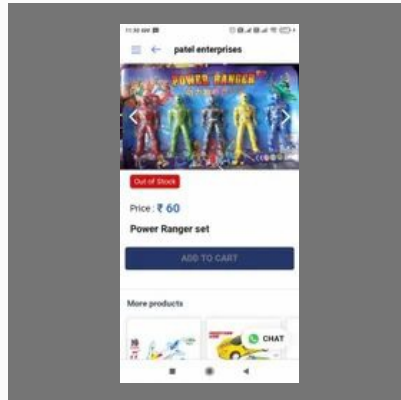 patel enterprises
POWER RANGER
Out of Stock
Price : ₹ 60
Power Ranger set
ADD TO CART
More products
CHAT